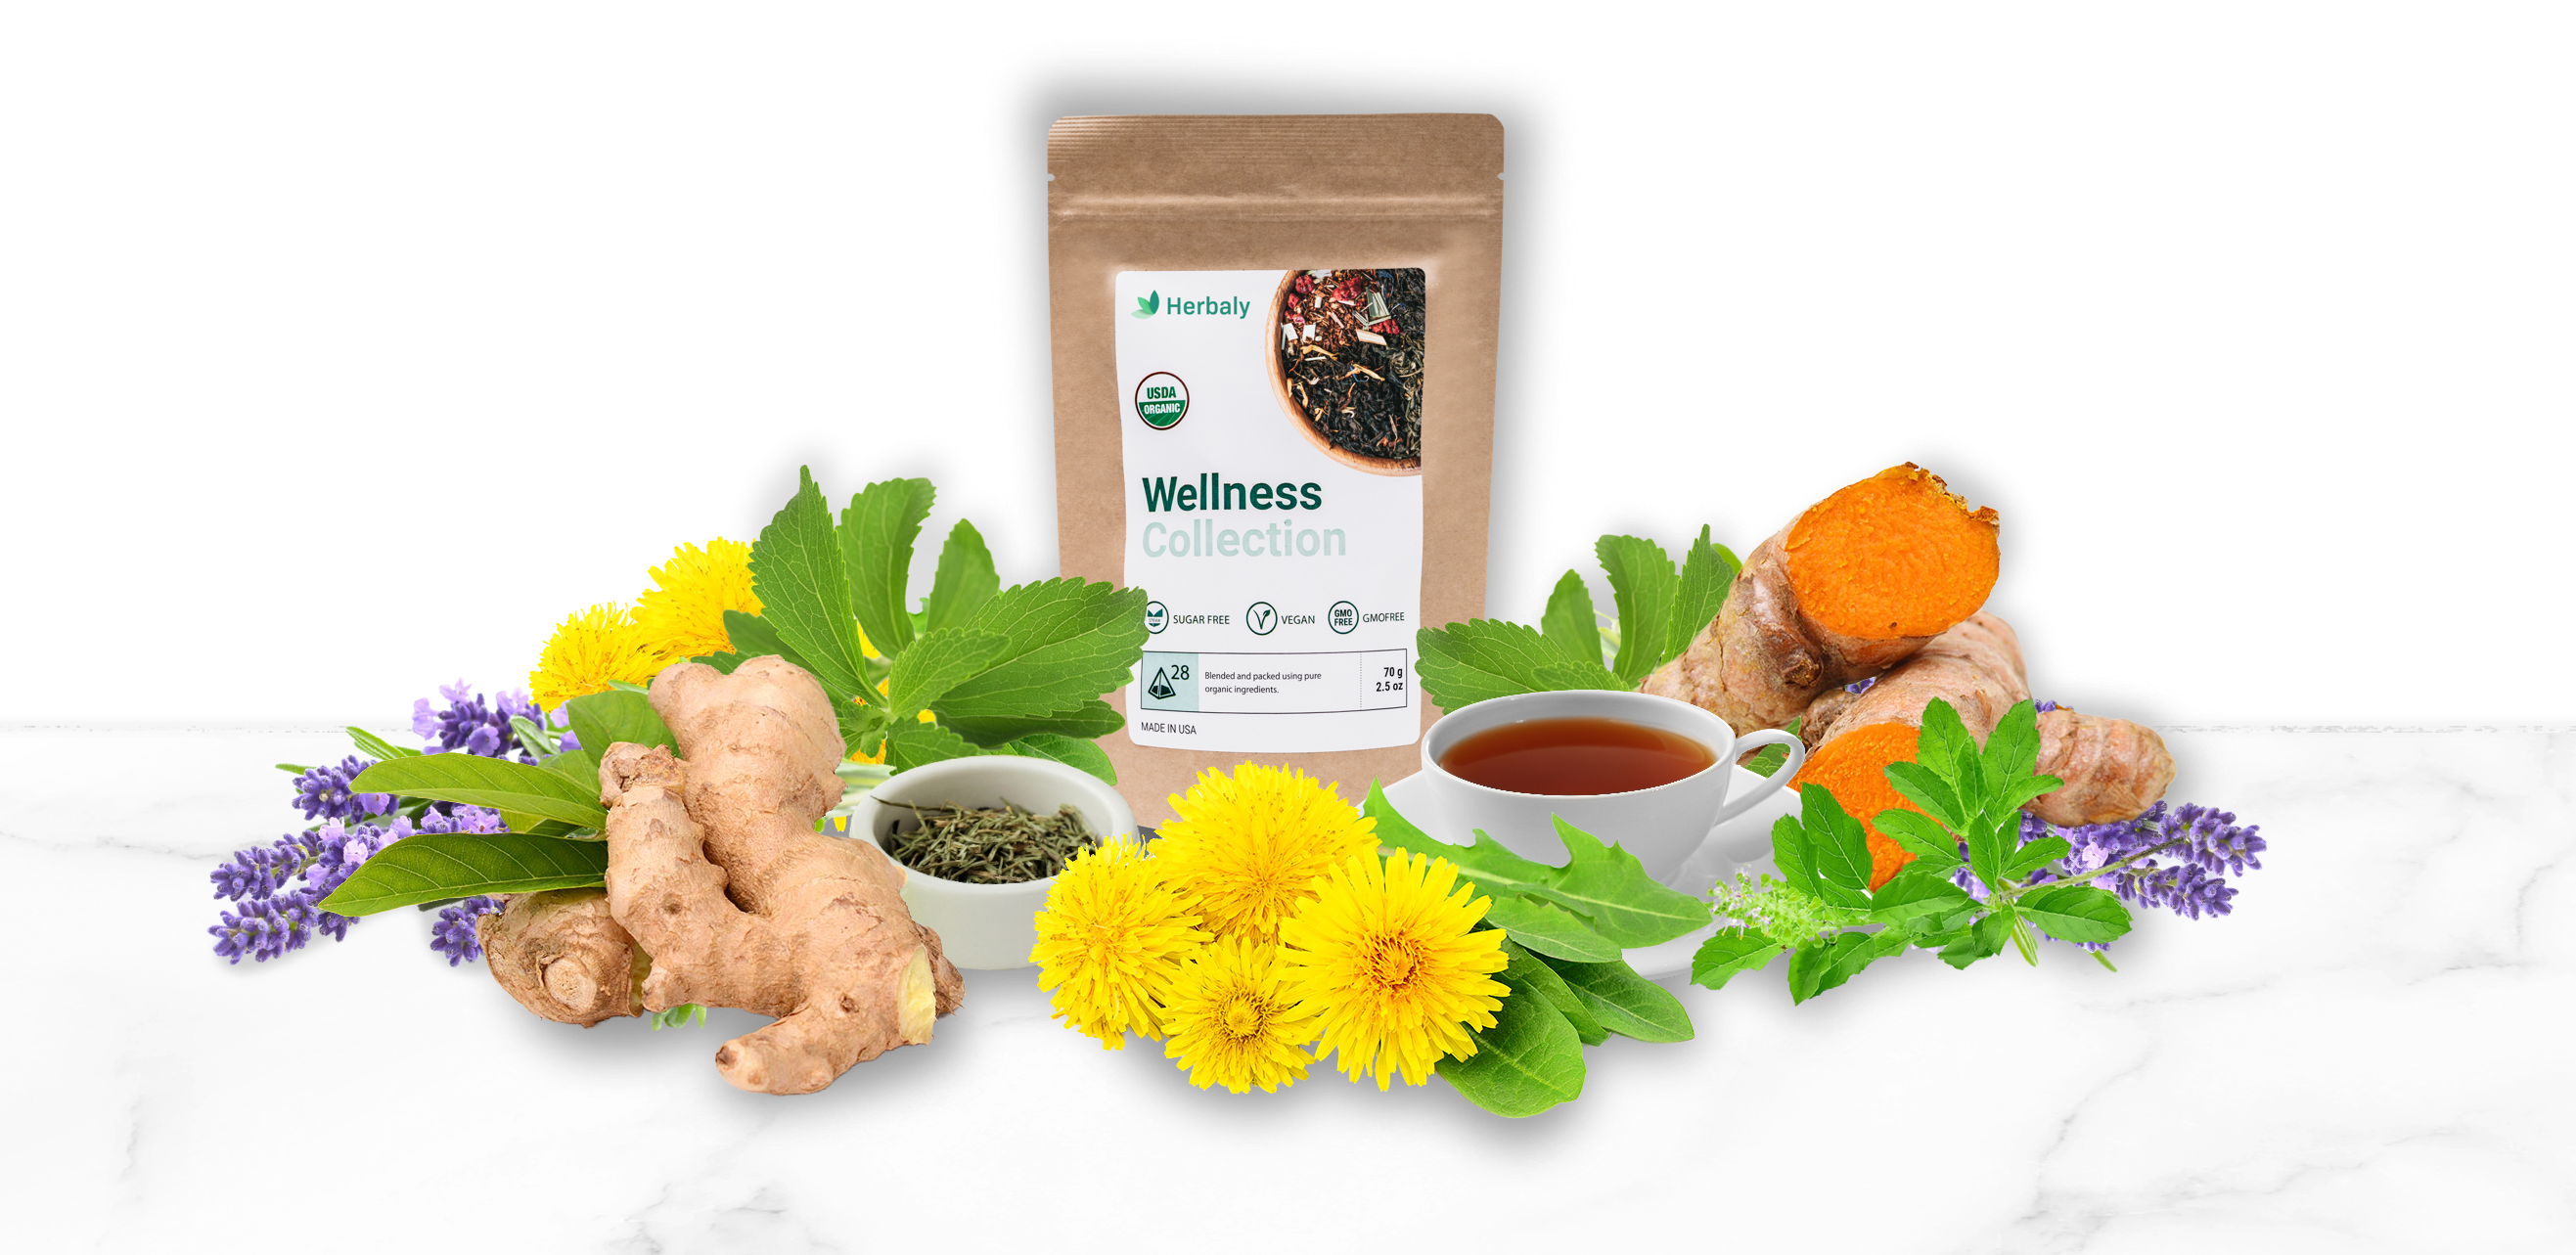 Herbaly
USDA
ORGANIC
Wellness
Collection
SUGAR FREE
VEGAN
GMO
FREE
GMOFREE
28
Blended and packed using pure
organic ingredients.
70 g
2.5 oz
MADE IN USA